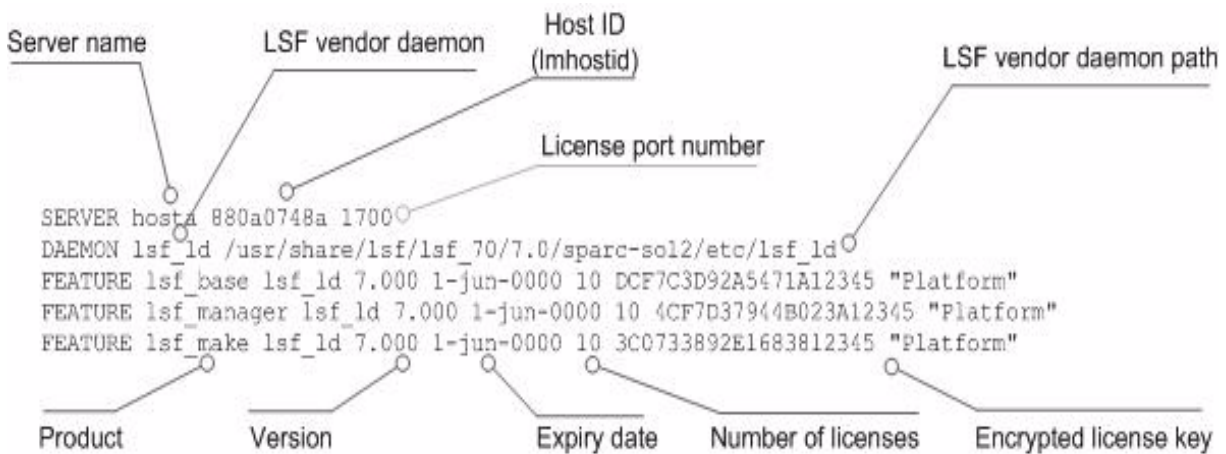 Server name
LSF vendor daemon
Host ID
(lmhostid)
LSF vendor daemon path
License port number
SERVER hosta 880a0748a 1700
DAEMON lsf_ld /usr/share/lsf/lsf_70/7.0/sparc-sol2/etc/lsf_ld
FEATURE lsf_base lsf_ld 7.000 1-jun-0000 10 DCF7C3D92A5471A12345 "Platform"
FEATURE lsf_manager lsf_ld 7.000 1-jun-0000 10 4CF7D37944B023A12345 "Platform"
FEATURE lsf_make lsf_ld 7.000 1-jun-0000 10 3C0733892E1683812345 "Platform"
Product
Version
Expiry date
Number of licenses
Encrypted license key